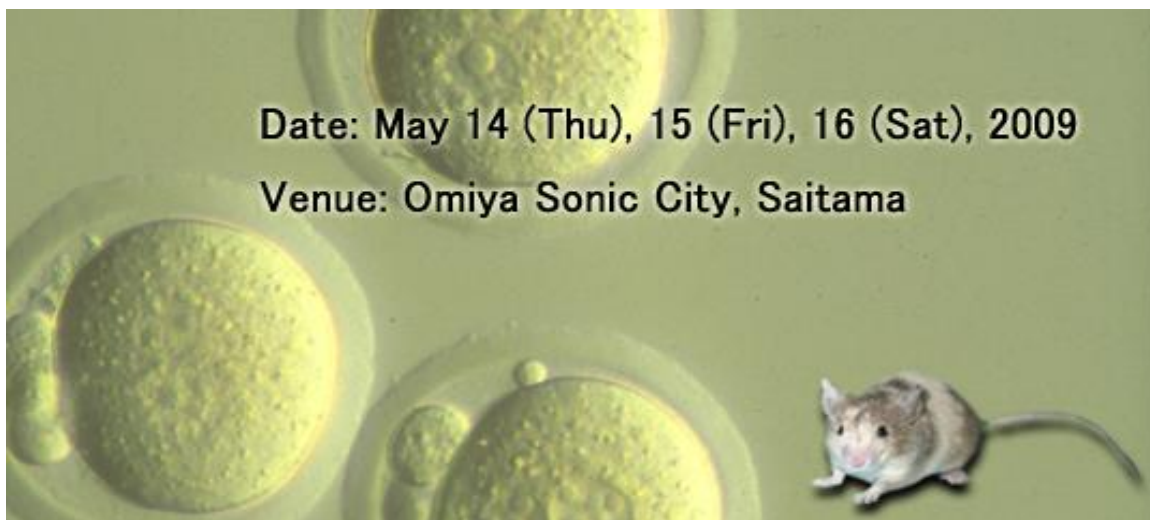 Date: May 14 (Thu), 15 (Fri), 16 (Sat), 2009
Venue: Omiya Sonic City, Saitama